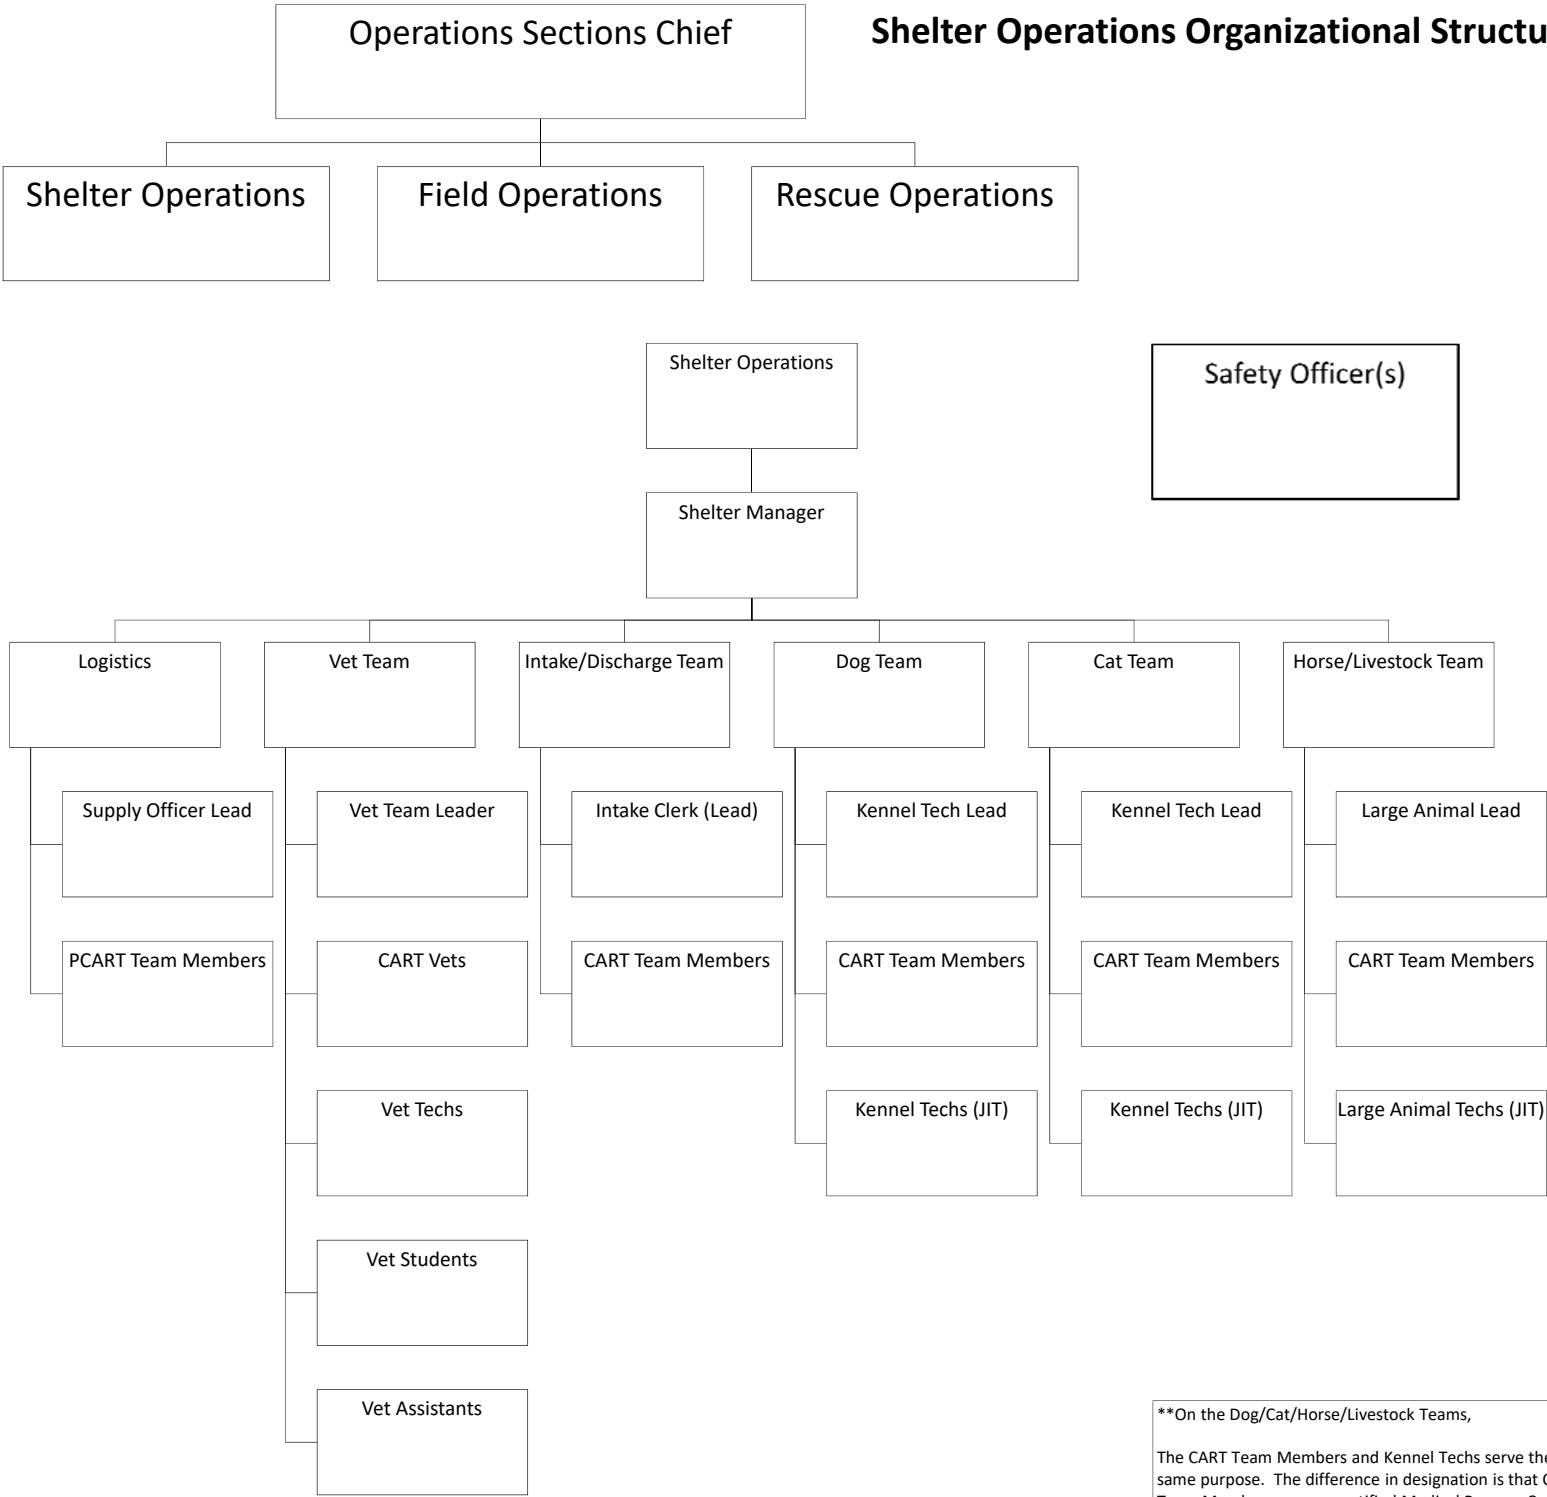 Operations Sections Chief
Shelter Operations Organizational
Shelter Operations
Field Operations
Rescue Operations
Shelter Operations
Safety Officer(s)
Shelter Manager
Logistics
Vet Team
Intake/Discharge Team
Dog Team
Cat Team
Horse/Livestock Team
Supply Officer Lead
Vet Team Leader
Intake Clerk (Lead)
Kennel Tech Lead
Kennel Tech Lead
Large Animal Lead
PCART Team Members
CART Vets
CART Team Members
CART Team Members
CART Team Members
CART Team Members
Vet Techs
Kennel Techs (JIT)
Kennel Techs (JIT)
Large Animal Techs (JIT)
Vet Students
Vet Assistants
**On the Dog/Cat/Horse/Livestock Teams,
The CART Team Members and Kennel Techs serve the
same purpose. The difference in designation is that